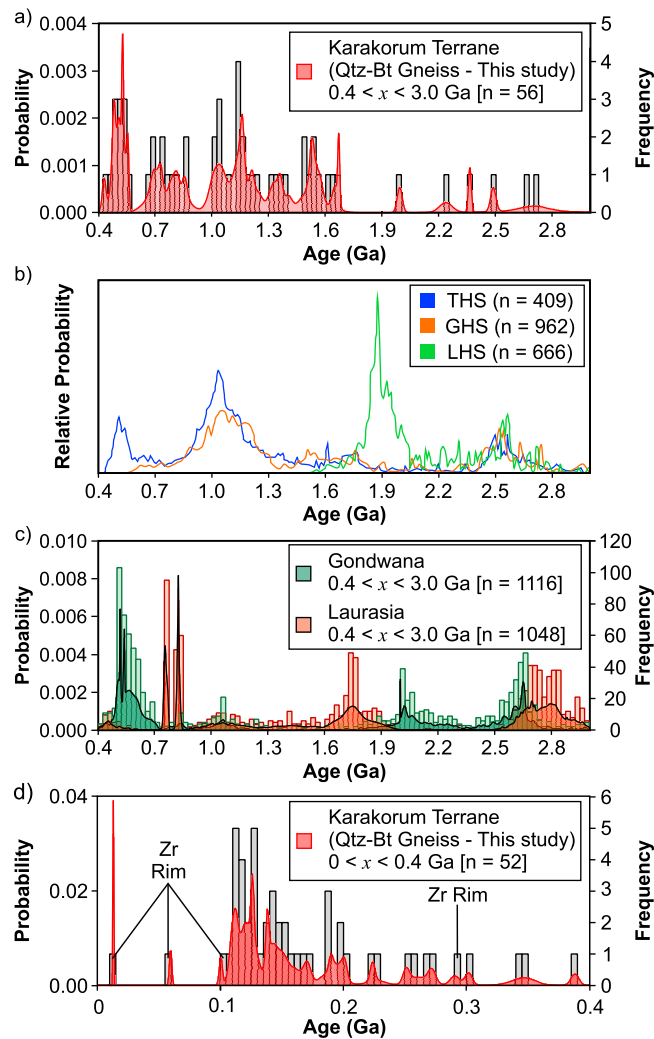 a)
0.004
0.003
0.002
0.001
0.000
Probability
5
4
3
2
1
0
Frequency
Karakorum Terrane
(Qtz-Bt Gneiss - This study)
0.4 < x < 3.0 Ga [n = 56]
0.4 0.7 1.0 1.3 1.6 1.9 2.2 2.5 2.8
Age (Ga)
b)
Relative Probability
THS (n = 409)
GHS (n = 962)
LHS (n = 666)
0.4 0.7 1.0 1.3 1.6 1.9 2.2 2.5 2.8
Age (Ga)
c)
0.010
0.008
0.006
0.004
0.002
0.000
Probability
120
100
80
60
40
20
0
Frequency
Gondwana
0.4 < x < 3.0 Ga [n = 1116]
Laurasia
0.4 < x < 3.0 Ga [n = 1048]
0.4 0.7 1.0 1.3 1.6 1.9 2.2 2.5 2.8
Age (Ga)
d)
0.04
0.02
0.00
Probability
6
5
4
3
2
1
0
Frequency
Karakorum Terrane
(Qtz-Bt Gneiss - This study)
0 < x < 0.4 Ga [n = 52]
Zr
Rim
Zr Rim
0 0.1 0.2 0.3 0.4
Age (Ga)